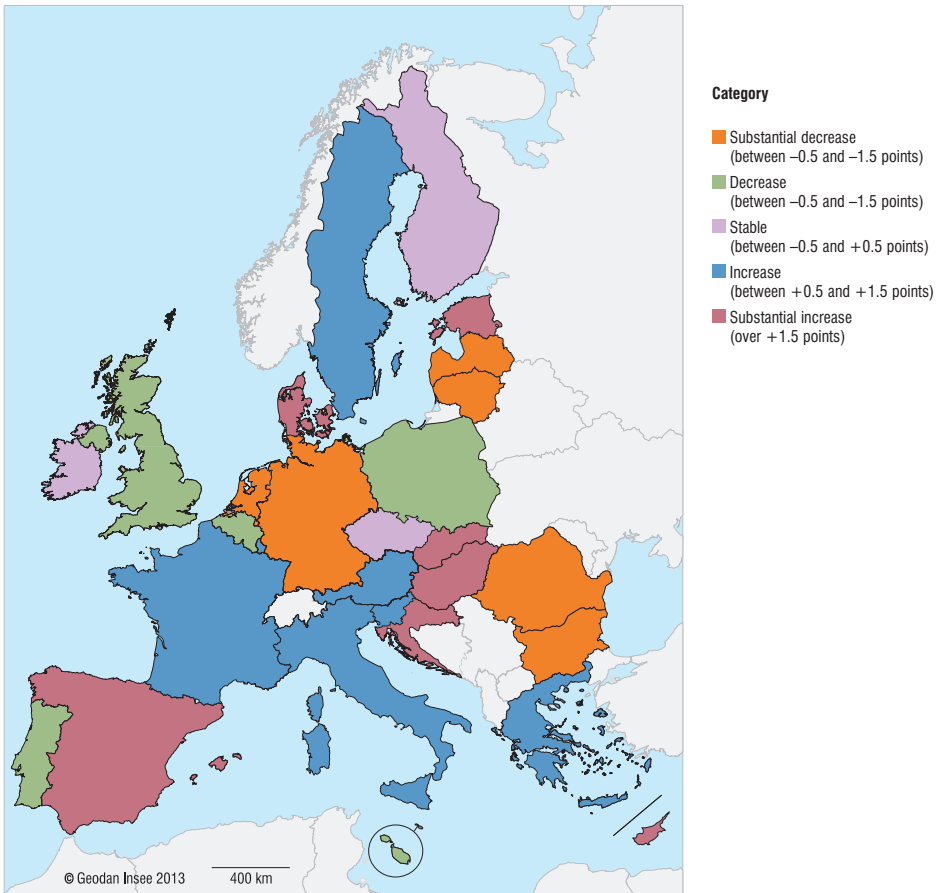 Category
Substantial decrease
(between –0.5 and –1.5 points)
Decrease
(between –0.5 and –1.5 points)
Stable
(between –0.5 and +0.5 points)
Increase
(between +0.5 and +1.5 points)
Substantial increase
(over +1.5 points)
© Geodan Insee 2013
400 km